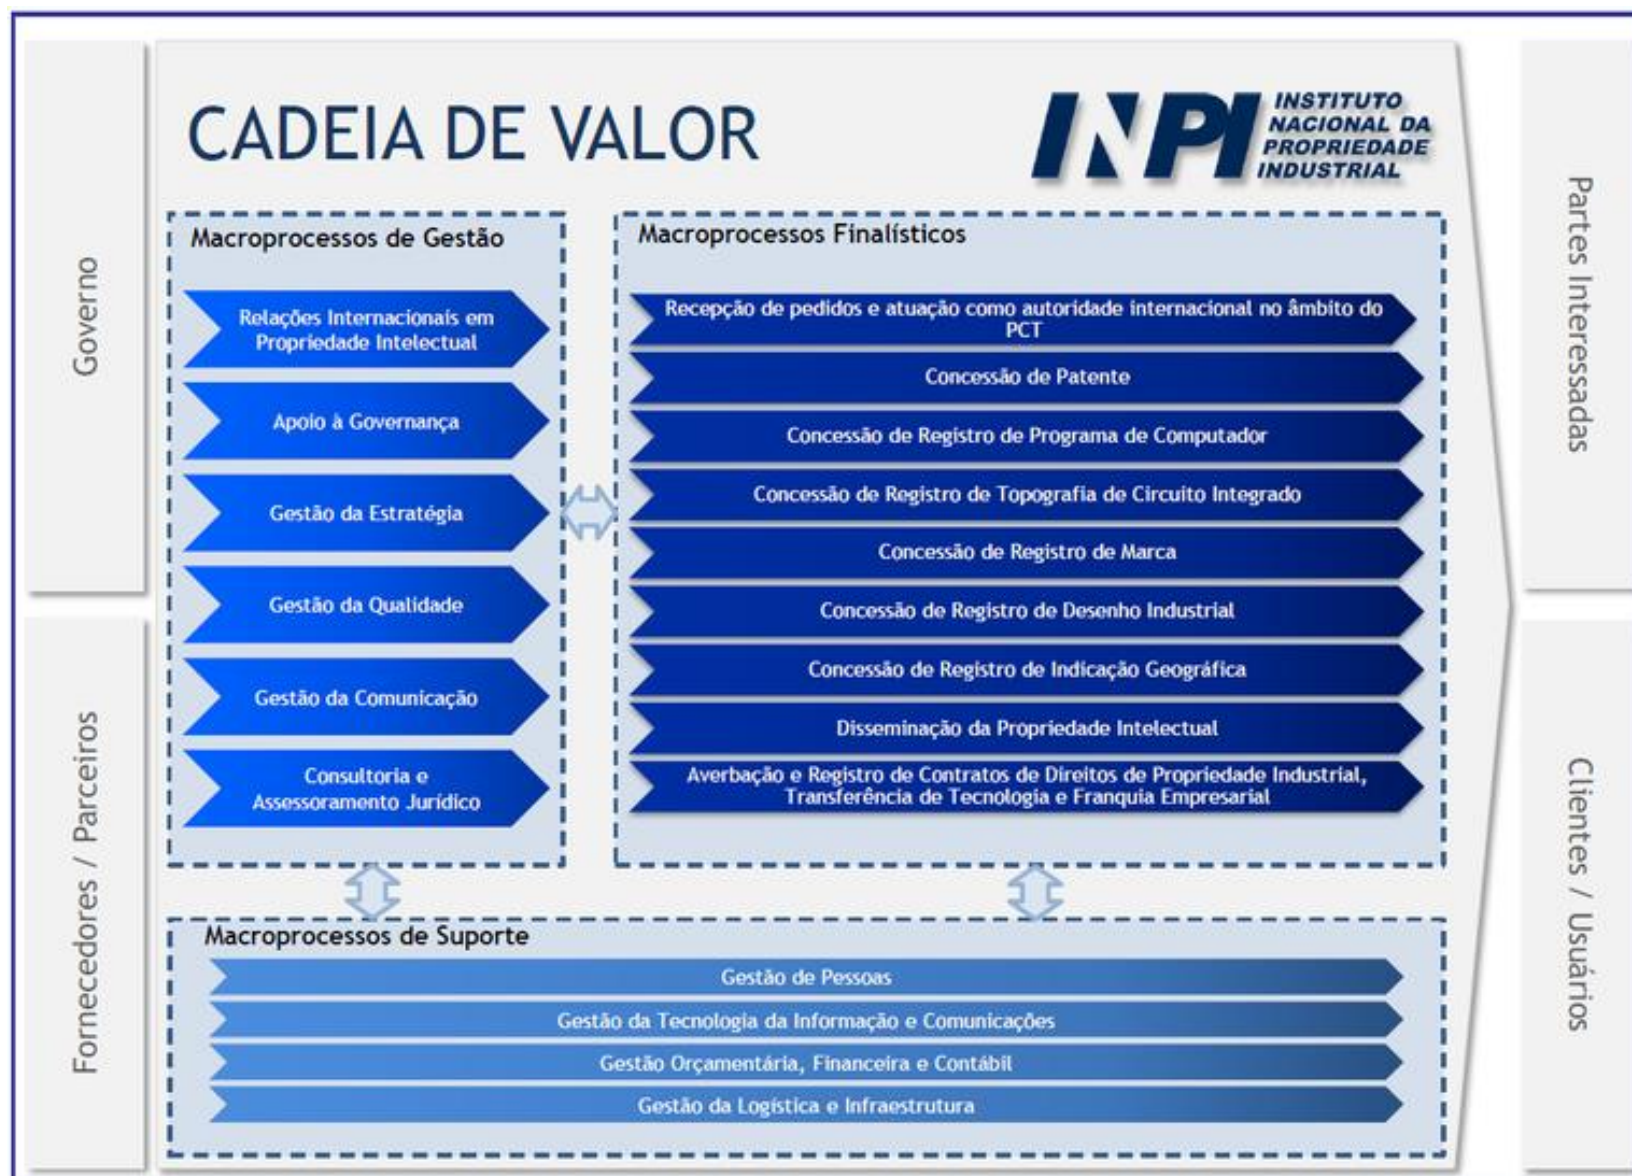 CADEIA DE VALOR
INPI
INSTITUTO
NACIONAL DA
PROPRIEDADE
INDUSTRIAL
Governo
Fornecedores / Parceiros
Macroprocessos de Gestão
Relações Internacionais em
Propriedade Intelectual
Apoio à Governança
Gestão da Estratégia
Gestão da Qualidade
Gestão da Comunicação
Consultoria e
Assessoramento Jurídico
Macroprocessos Finalísticos
Recepção de pedidos e atuação como autoridade internacional no âmbito do
PCT
Concessão de Patente
Concessão de Registro de Programa de Computador
Concessão de Registro de Topografia de Circuito Integrado
Concessão de Registro de Marca
Concessão de Registro de Desenho Industrial
Concessão de Registro de Indicação Geográfica
Disseminação da Propriedade Intelectual
Averbação e Registro de Contratos de Direitos de Propriedade Industrial,
Transferência de Tecnologia e Franquia Empresarial
Macroprocessos de Suporte
Gestão de Pessoas
Gestão da Tecnologia da Informação e Comunicações
Gestão Orçamentária, Financeira e Contábil
Gestão da Logística e Infraestrutura
Partes Interessadas
Clientes / Usuários